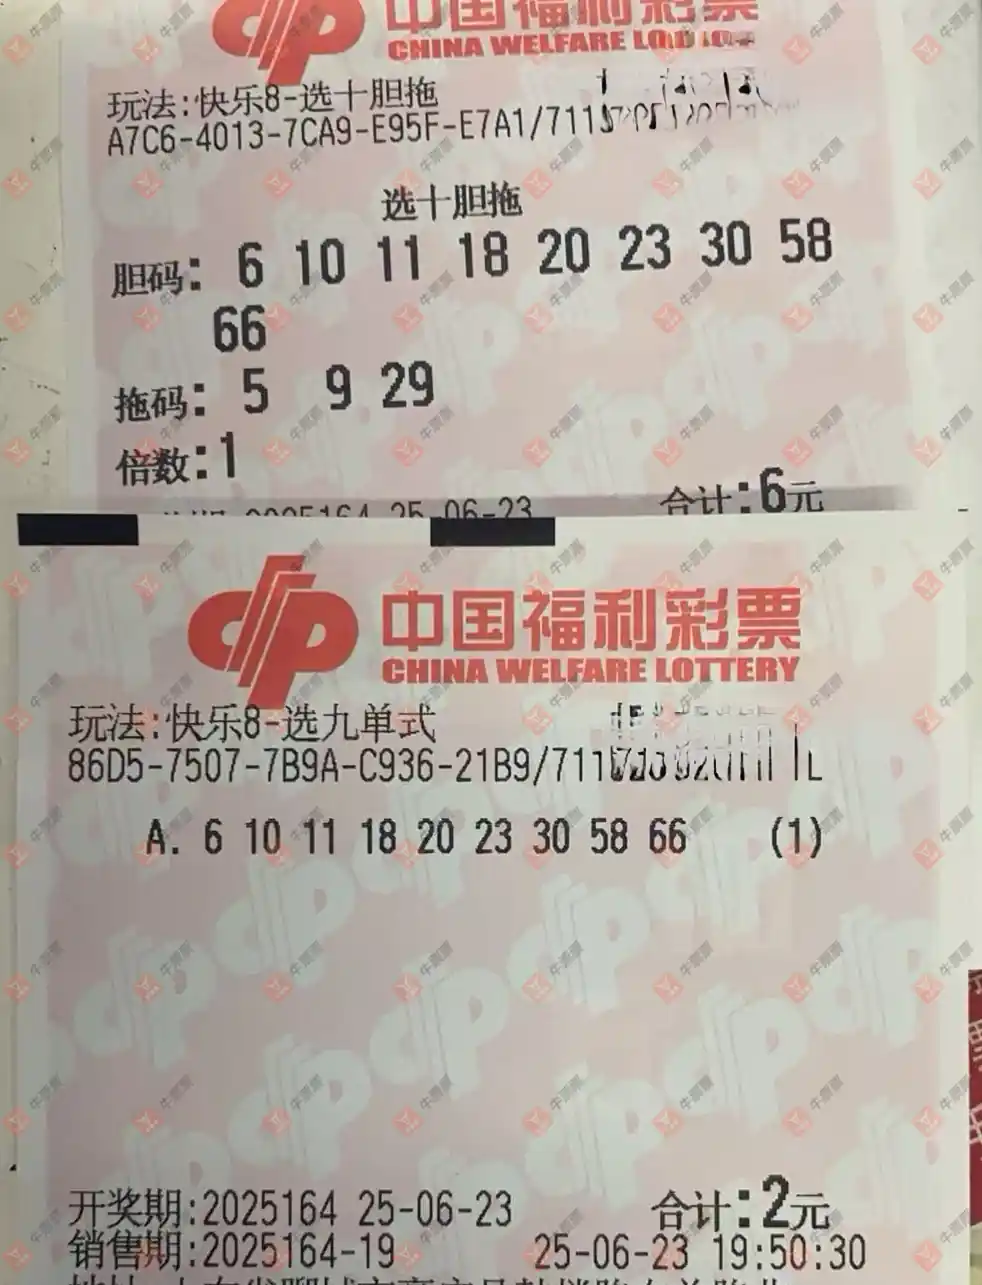 中国福利彩票
CHINA WELFARE
玩法:快乐8-选十胆拖
A7C6-4013-7CA9-E95F-E7A1/711
选十胆拖
胆码: 6 10 11 18 20 23 30 58
66
拖码: 5 9 29
倍数:1
合计:6元
2025164 25-06-23
中国福利彩票
CHINA WELFARE LOTTERY
玩法:快乐8-选九单式
86D5-7507-7B9A-C936-21B9/711
A. 6 10 11 18 20 23 30 58 66 (1)
开奖期:2025164 25-06-23 合计:2元
销售期:2025164-19 25-06-23 19:50:30